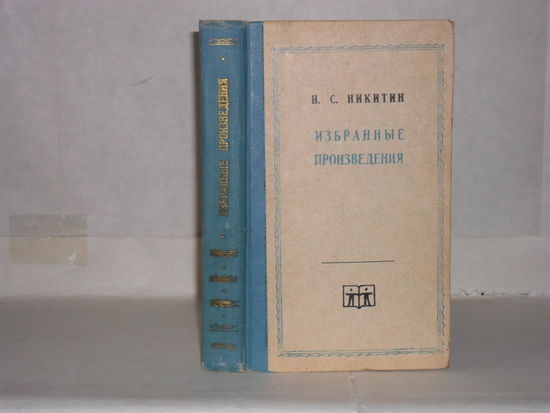 И. С. НИКИТИН
ИЗБРАННЫЕ
ПРОИЗВЕДЕНИЯ
ИЗБРАННЫЕ ПРОИЗВЕДЕНИЯ